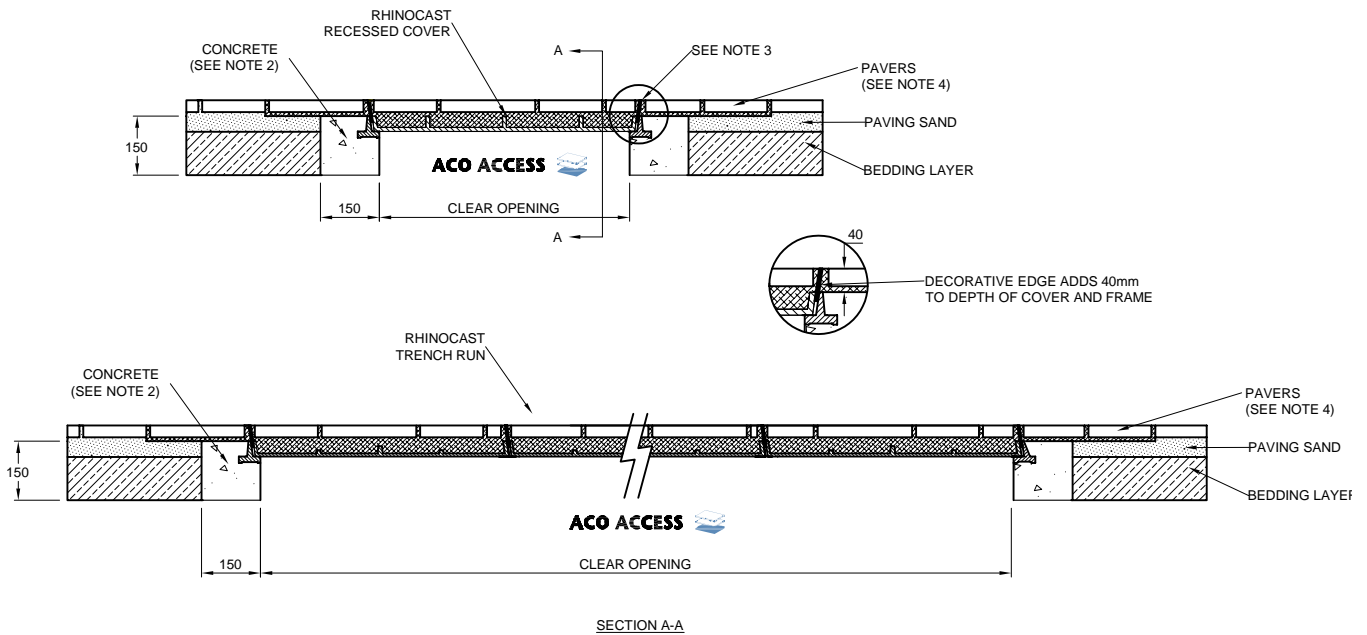 RHINOCAST
RECESSED COVER
CONCRETE
(SEE NOTE 2)
A
SEE NOTE 3
PAVERS
(SEE NOTE 4)
PAVING SAND
150
ACO ACCESS
BEDDING LAYER
150
CLEAR OPENING
A
40
DECORATIVE EDGE ADDS 40mm
TO DEPTH OF COVER AND FRAME
RHINOCAST
TRENCH RUN
CONCRETE
(SEE NOTE 2)
PAVERS
(SEE NOTE 4)
PAVING SAND
150
BEDDING LAYER
ACO ACCESS
150
CLEAR OPENING
SECTION A-A